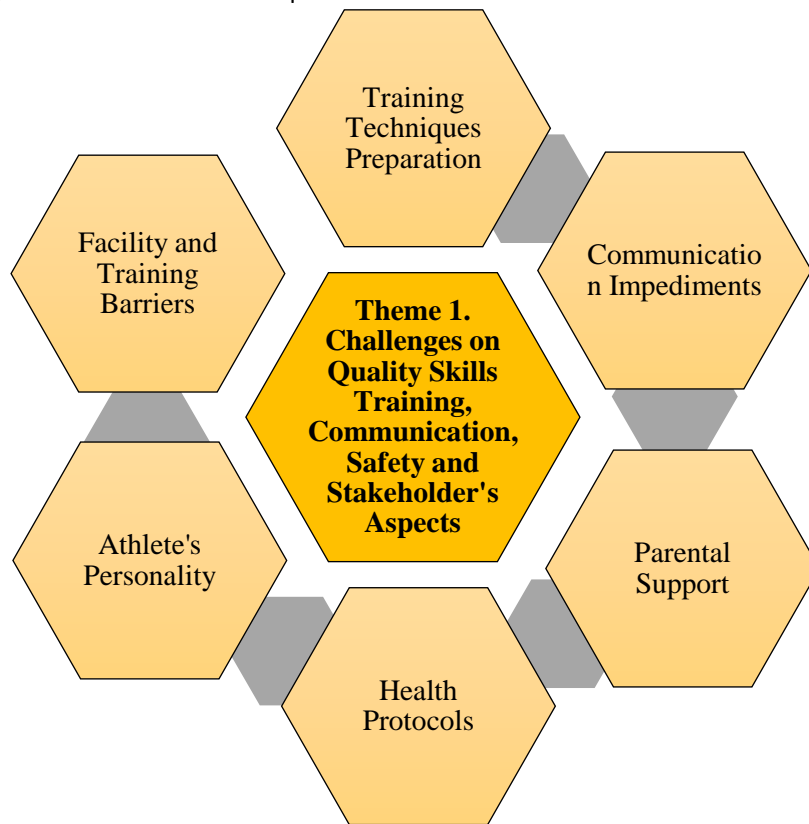 Training
Techniques
Preparation
Communicatio
n Impediments
Parental
Support
Health
Protocols
Athlete's
Personality
Facility and
Training
Barriers
Theme 1.
Challenges on
Quality Skills
Training,
Communication,
Safety and
Stakeholder's
Aspects